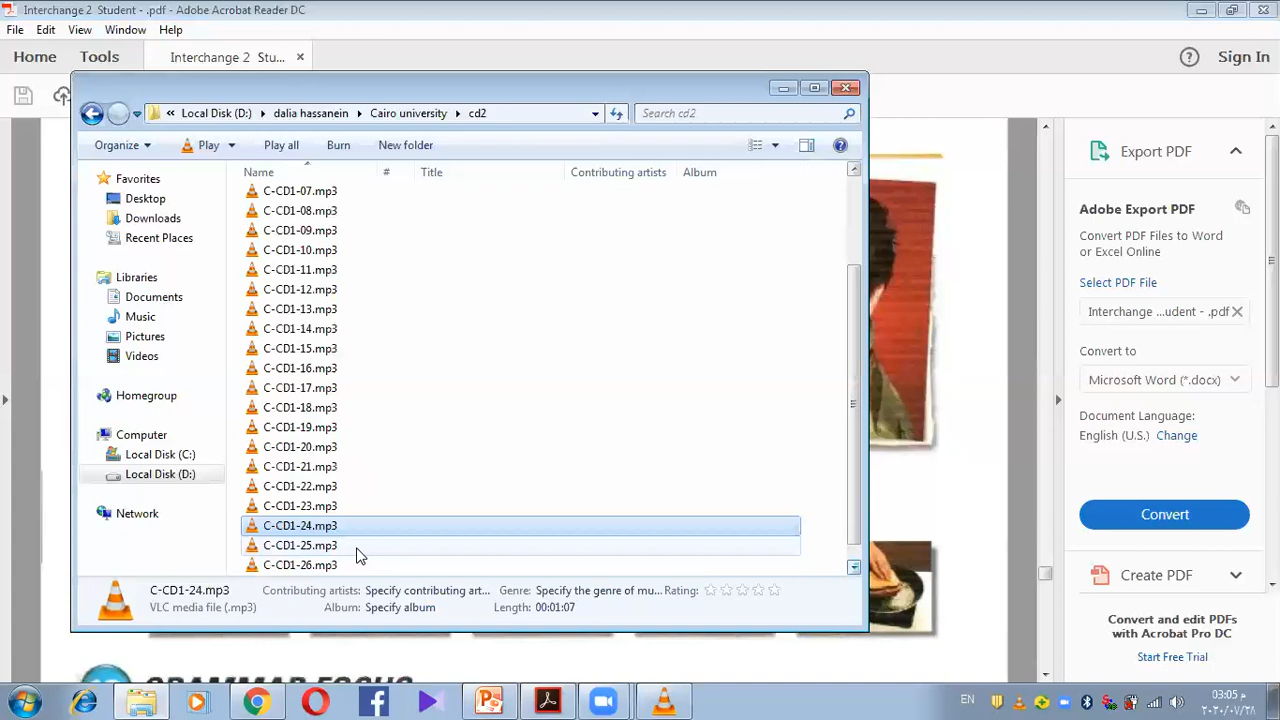 Interchange 2 Student - .pdf - Adobe Acrobat Reader DC
File Edit View Window Help
Home Tools Interchange 2 Stu... × Sign In
« Local Disk (D:) dalia hassanein Cairo university cd2 Search cd2
Organize Play Play all Burn New folder
Name # Title Contributing artists Album
Favorites
Desktop
Downloads
Recent Places
Libraries
Documents
Music
Pictures
Videos
Homegroup
Computer
Local Disk (C:)
Local Disk (D:)
Network
C-CD1-07.mp3
C-CD1-08.mp3
C-CD1-09.mp3
C-CD1-10.mp3
C-CD1-11.mp3
C-CD1-12.mp3
C-CD1-13.mp3
C-CD1-14.mp3
C-CD1-15.mp3
C-CD1-16.mp3
C-CD1-17.mp3
C-CD1-18.mp3
C-CD1-19.mp3
C-CD1-20.mp3
C-CD1-21.mp3
C-CD1-22.mp3
C-CD1-23.mp3
C-CD1-24.mp3
C-CD1-25.mp3
C-CD1-26.mp3
C-CD1-24.mp3 Contributing artists: Specify contributing art... Genre: Specify the genre of mu... Rating:
VLC media file (.mp3) Album: Specify album Length: 00:01:07
Export PDF
Adobe Export PDF
Convert PDF Files to Word
or Excel Online
Select PDF File
Interchange ...udent - .pdf
Convert to
Microsoft Word (*.docx)
Document Language:
English (U.S.) Change
Convert
Create PDF
Convert and edit PDFs
with Acrobat Pro DC
Start Free Trial
GRAMMAR FOCUS
EN
03:05 م
٢٠٢٠/٠٧/٢٨